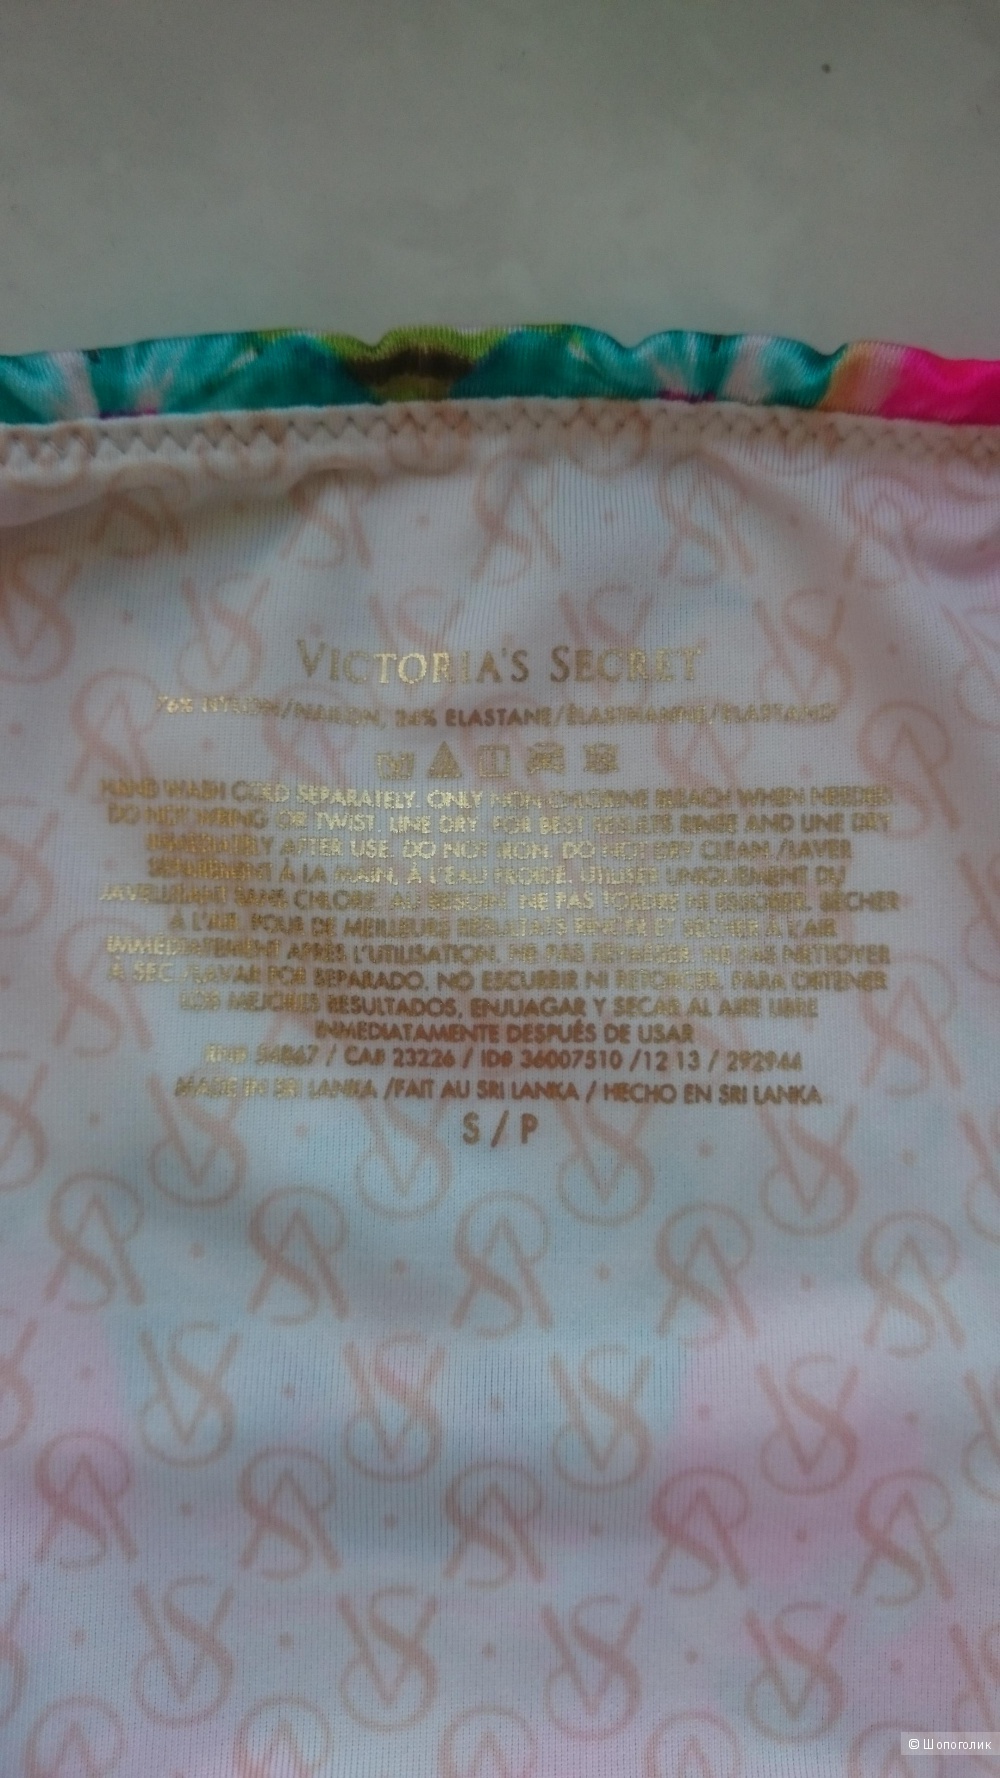 VICTORIA'S SECRET
76% NYLON/NAILON, 24% ELASTANE/ÉLASTHANNE/ELASTANO
HAND WASH COLD SEPARATELY. ONLY NON CHLORINE BLEACH WHEN NEEDED.
DO NOT WRING OR TWIST. LINE DRY. FOR BEST RESULTS RINSE AND LINE DRY
IMMEDIATELY AFTER USE. DO NOT IRON. DO NOT DRY CLEAN./LAVER
SÉPARÉMENT À LA MAIN, À L'EAU FROIDE. UTILISER UNIQUEMENT DU
JAVELLISANT SANS CHLORE, AU BESOIN. NE PAS TORDRE NI ESSORER. SÉCHER
À L'AIR. POUR DE MEILLEURS RÉSULTATS RINCER ET SÉCHER À L'AIR
IMMÉDIATEMENT APRÈS L'UTILISATION. NE PAS REPASSER. NE PAS NETTOYER
À SEC./LAVAR POR SEPARADO. NO ESCURRIR NI RETORCER. PARA OBTENER
LOS MEJORES RESULTADOS, ENJUAGAR Y SECAR AL AIRE LIBRE
INMEDIATAMENTE DESPUÉS DE USAR
RN# 54867 / CA# 23226 / ID# 36007510 /12 13 / 292944
MADE IN SRI LANKA /FAIT AU SRI LANKA / HECHO EN SRI LANKA
S / P
© Шопоголик